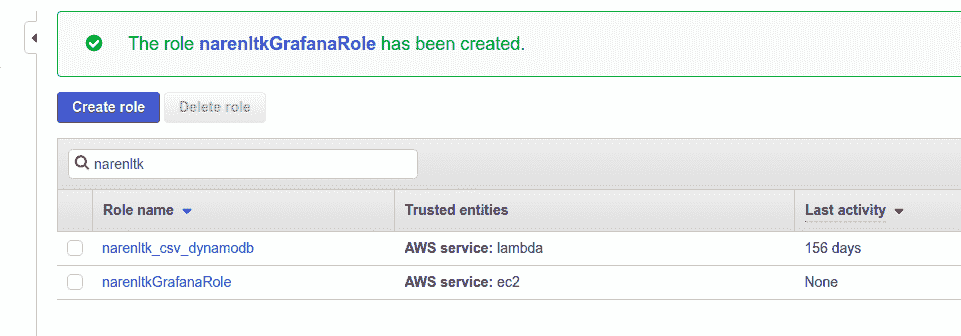 The role narenltkGrafanaRole has been created.
Create role Delete role
narenltk
Role name Trusted entities Last activity
narenltk_csv_dynamodb AWS service: lambda 156 days
narenltkGrafanaRole AWS service: ec2 None